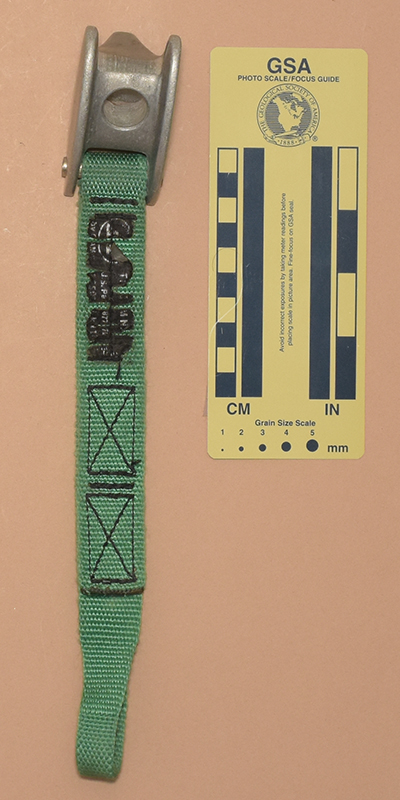 GSA
PHOTO SCALE/FOCUS GUIDE
THE GEOLOGICAL SOCIETY OF AMERICA
1888
®
Avoid incorrect exposures by taking meter readings before
placing scale in picture area. Fine-focus on GSA seal.
CM IN
Grain Size Scale
1 2 3 4 5
mm